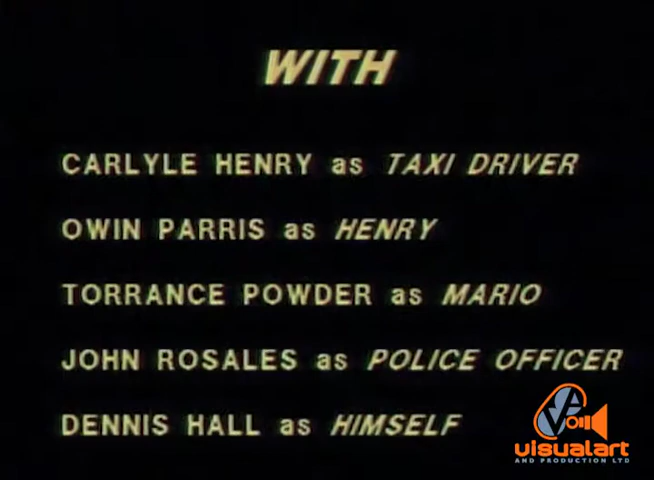 WITH
CARLYLE HENRY as TAXI DRIVER
OWIN PARRIS as HENRY
TORRANCE POWDER as MARIO
JOHN ROSALES as POLICE OFFICER
DENNIS HALL as HIMSELF
VA
visualart
AND PRODUCTION LTD